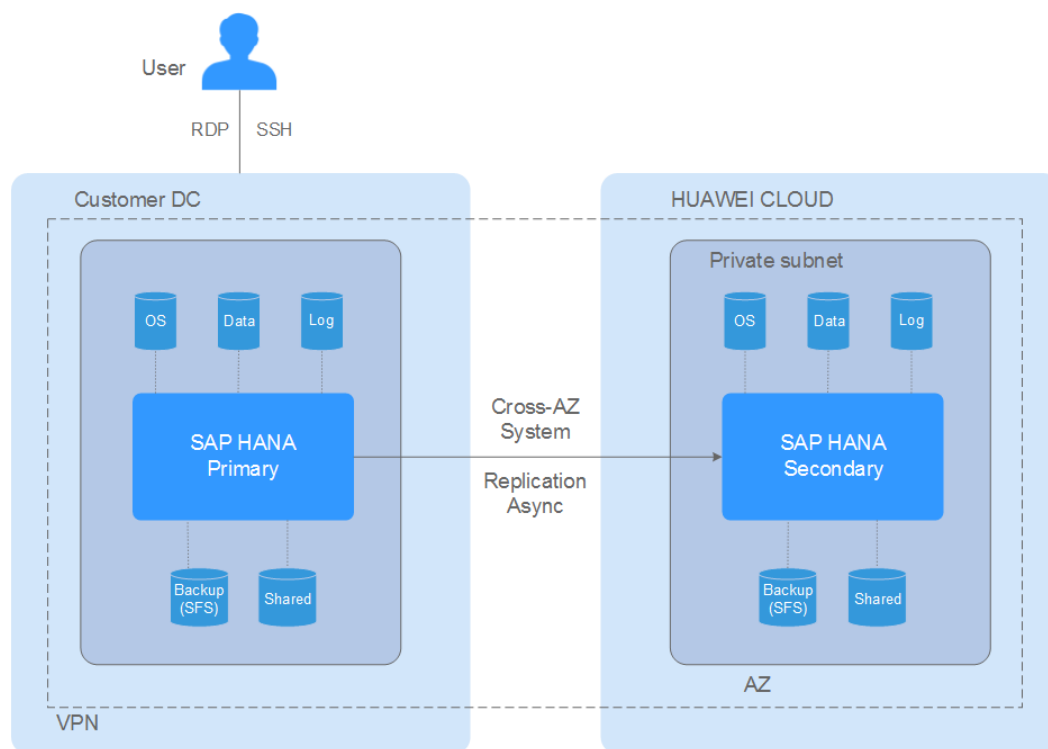 User
RDP SSH
Customer DC
HUAWEI CLOUD
Private subnet
OS
Data
Log
OS
Data
Log
SAP HANA
Primary
Cross-AZ
System
Replication
Async
SAP HANA
Secondary
Backup
(SFS)
Shared
Backup
(SFS)
Shared
AZ
VPN